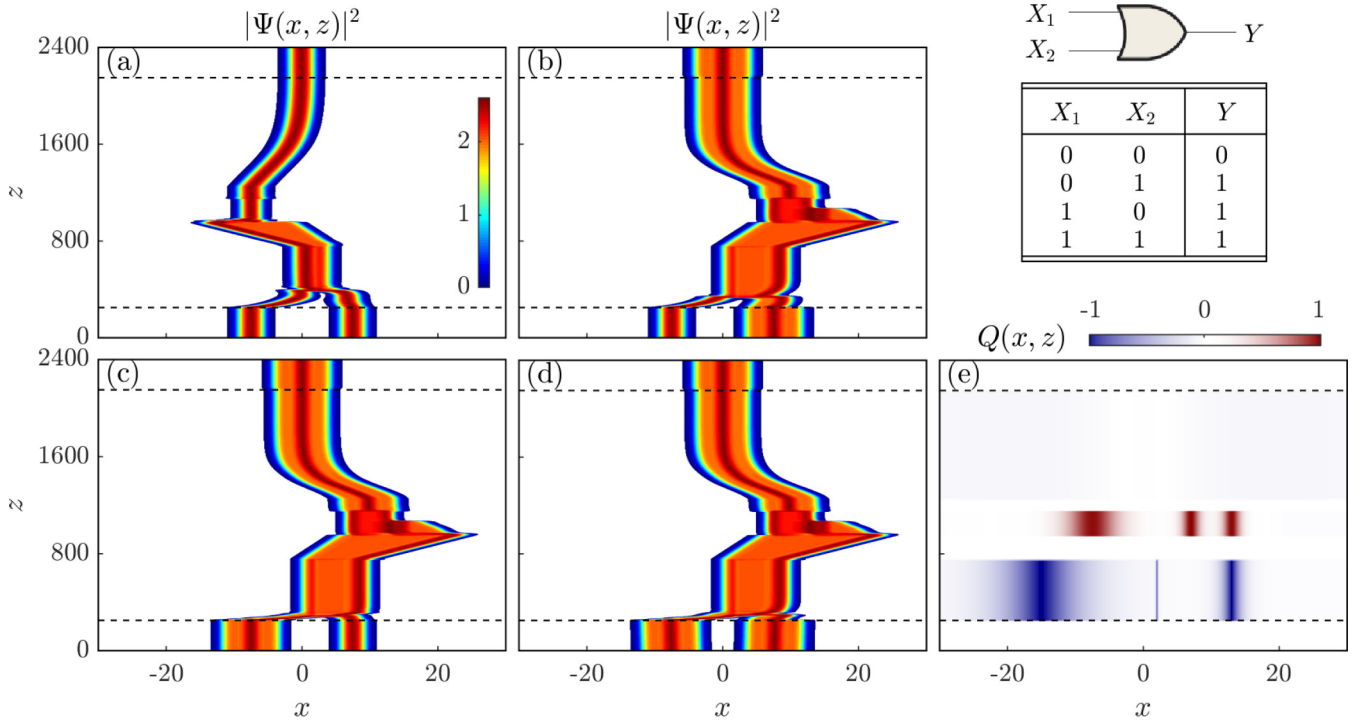 |Ψ(x, z)|²
|Ψ(x, z)|²
X₁
X₂
Y
2400
1600
800
0
z
(a)
2
1
0
(b)
X₁ X₂ Y
0 0 0
0 1 1
1 0 1
1 1 1
-1 0 1
Q(x, z)
2400
1600
800
0
z
(c)
(d)
(e)
-20 0 20
-20 0 20
-20 0 20
x
x
x